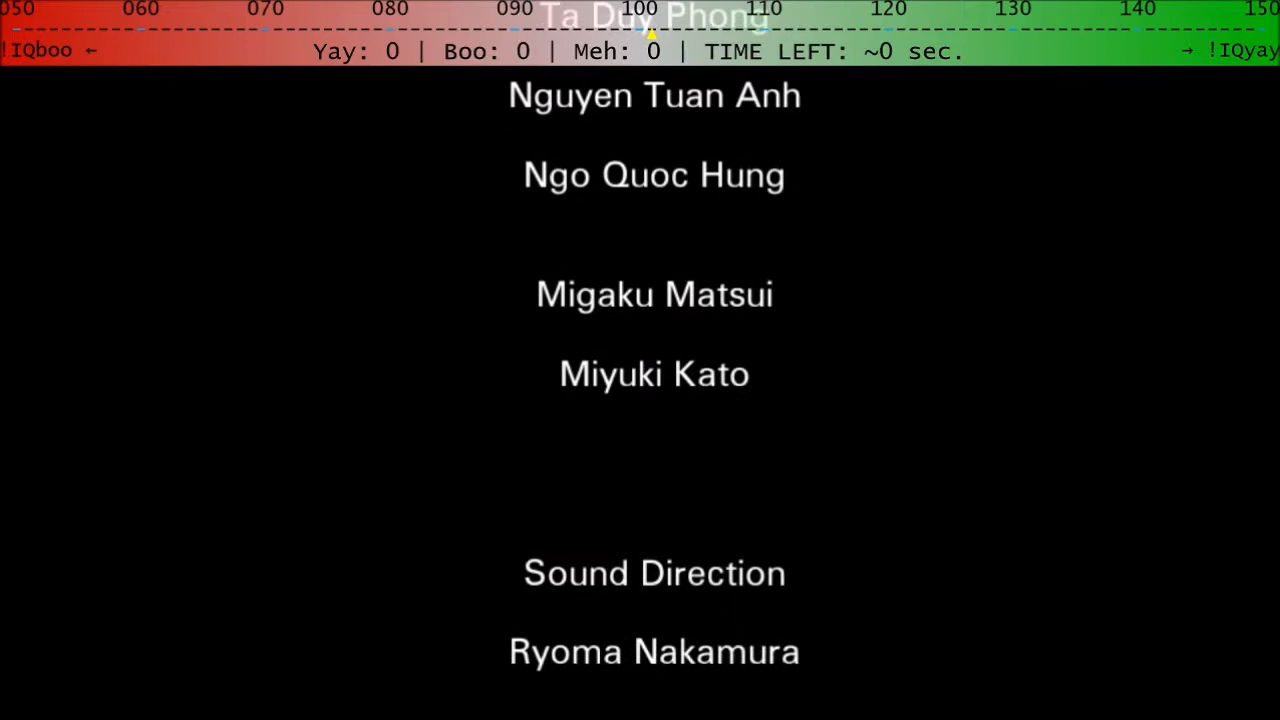 050 060 070 080 090 100 110 120 130 140 150
Ta Duy Phong
!IQboo ← Yay: 0 | Boo: 0 | Meh: 0 | TIME LEFT: ~0 sec. → !IQyay
Nguyen Tuan Anh
Ngo Quoc Hung
Migaku Matsui
Miyuki Kato
Sound Direction
Ryoma Nakamura